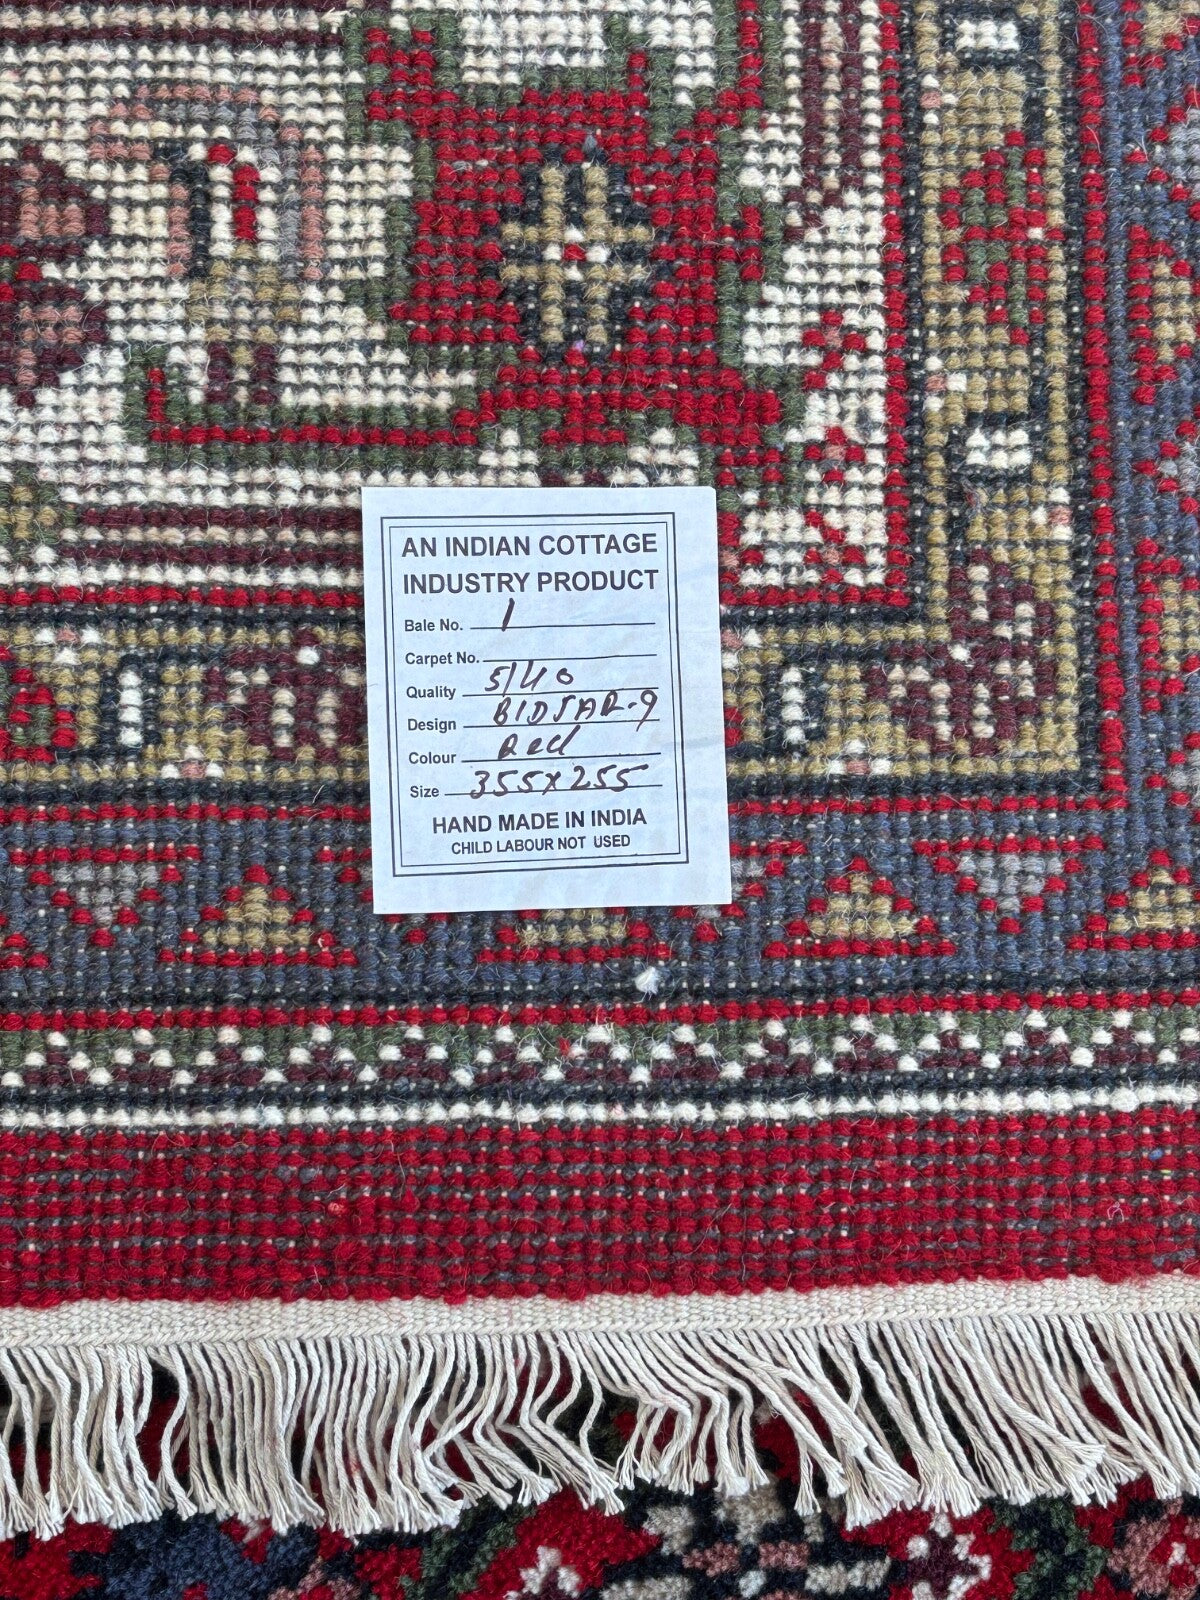 AN INDIAN COTTAGE
INDUSTRY PRODUCT
Bale No. 1
Carpet No.
Quality 5/40
Design BIDJAR-9
Colour Red
Size 355x255
HAND MADE IN INDIA
CHILD LABOUR NOT USED